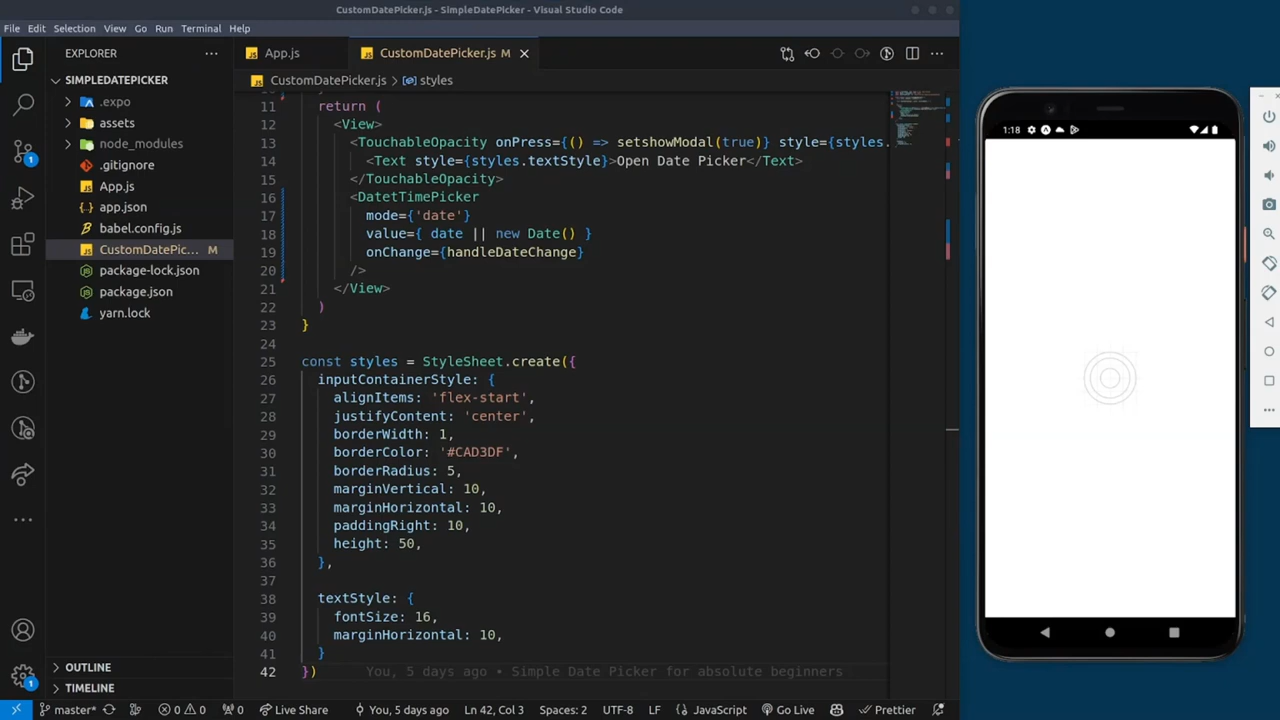 CustomDatePicker.js - SimpleDatePicker - Visual Studio Code
File Edit Selection View Go Run Terminal Help
EXPLORER
SIMPLEDATEPICKER
.expo
assets
node_modules
.gitignore
App.js
app.json
babel.config.js
CustomDatePic... M
package-lock.json
package.json
yarn.lock
OUTLINE
TIMELINE
App.js
CustomDatePicker.js M
CustomDatePicker.js > styles
11 return (
12 <View>
13 <TouchableOpacity onPress={() => setshowModal(true)} style={styles.
14 <Text style={styles.textStyle}>Open Date Picker</Text>
15 </TouchableOpacity>
16 <DatetTimePicker
17 mode={'date'}
18 value={ date || new Date() }
19 onChange={handleDateChange}
20 />
21 </View>
22 )
23 }
24
25 const styles = StyleSheet.create({
26 inputContainerStyle: {
27 alignItems: 'flex-start',
28 justifyContent: 'center',
29 borderWidth: 1,
30 borderColor: '#CAD3DF',
31 borderRadius: 5,
32 marginVertical: 10,
33 marginHorizontal: 10,
34 paddingRight: 10,
35 height: 50,
36 },
37
38 textStyle: {
39 fontSize: 16,
40 marginHorizontal: 10,
41 }
42 }) You, 5 days ago • Simple Date Picker for absolute beginners
1:18
1
1
master* 0 0 0 Live Share You, 5 days ago Ln 42, Col 3 Spaces: 2 UTF-8 LF JavaScript Go Live Prettier